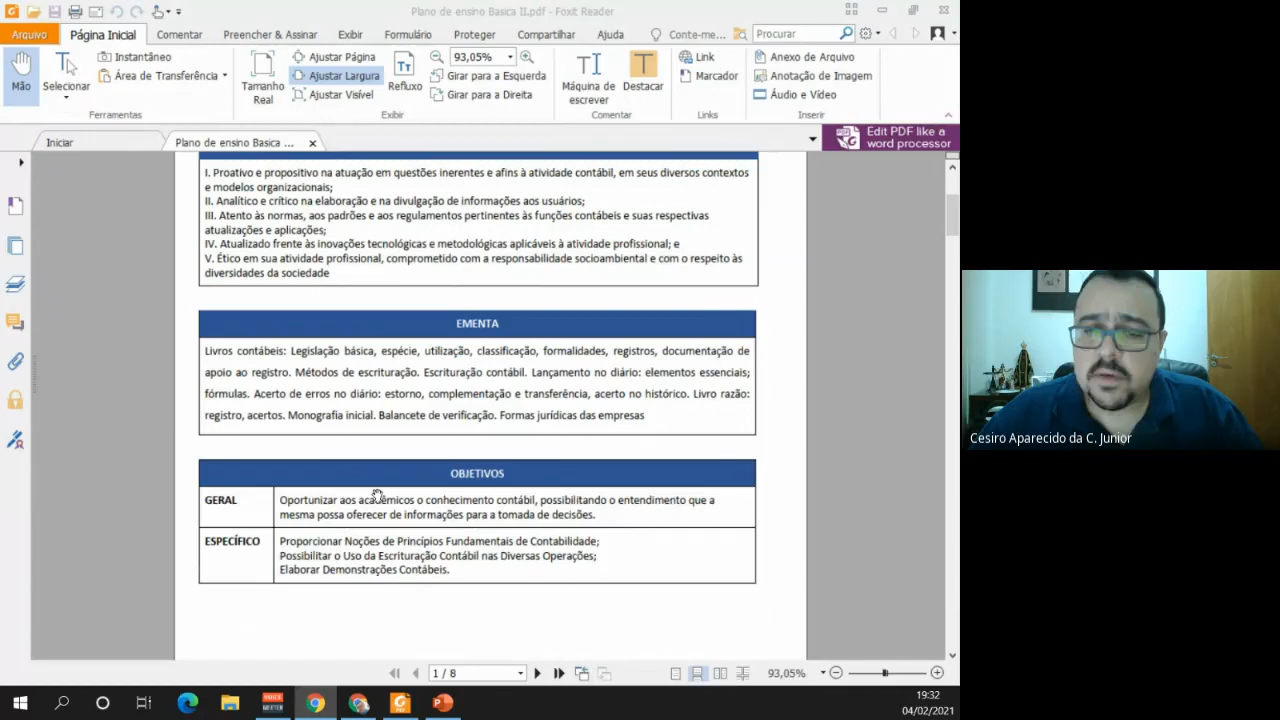 Plano de ensino Basica II.pdf - Foxit Reader
Arquivo
Página Inicial
Comentar
Preencher & Assinar
Exibir
Formulário
Proteger
Compartilhar
Ajuda
Conte-me...
Procurar
Mão
Selecionar
Instantâneo
Área de Transferência
Ferramentas
Tamanho
Real
Ajustar Página
Ajustar Largura
Ajustar Visível
Refluxo
93,05%
Girar para a Esquerda
Girar para a Direita
Exibir
Máquina de
escrever
Destacar
Comentar
Link
Marcador
Links
Anexo de Arquivo
Anotação de Imagem
Áudio e Vídeo
Inserir
Iniciar
Plano de ensino Basica ...
Edit PDF like a
word processor
I. Proativo e propositivo na atuação em questões inerentes e afins à atividade contábil, em seus diversos contextos
e modelos organizacionais;
II. Analítico e crítico na elaboração e na divulgação de informações aos usuários;
III. Atento às normas, aos padrões e aos regulamentos pertinentes às funções contábeis e suas respectivas
atualizações e aplicações;
IV. Atualizado frente às inovações tecnológicas e metodológicas aplicáveis à atividade profissional; e
V. Ético em sua atividade profissional, comprometido com a responsabilidade socioambiental e com o respeito às
diversidades da sociedade
EMENTA
Livros contábeis: Legislação básica, espécie, utilização, classificação, formalidades, registros, documentação de
apoio ao registro. Métodos de escrituração. Escrituração contábil. Lançamento no diário: elementos essenciais;
fórmulas. Acerto de erros no diário: estorno, complementação e transferência, acerto no histórico. Livro razão:
registro, acertos. Monografia inicial. Balancete de verificação. Formas jurídicas das empresas
OBJETIVOS
GERAL
Oportunizar aos acadêmicos o conhecimento contábil, possibilitando o entendimento que a
mesma possa oferecer de informações para a tomada de decisões.
ESPECÍFICO
Proporcionar Noções de Princípios Fundamentais de Contabilidade;
Possibilitar o Uso da Escrituração Contábil nas Diversas Operações;
Elaborar Demonstrações Contábeis.
Cesiro Aparecido da C. Junior
1 / 8
93,05%
19:32
04/02/2021